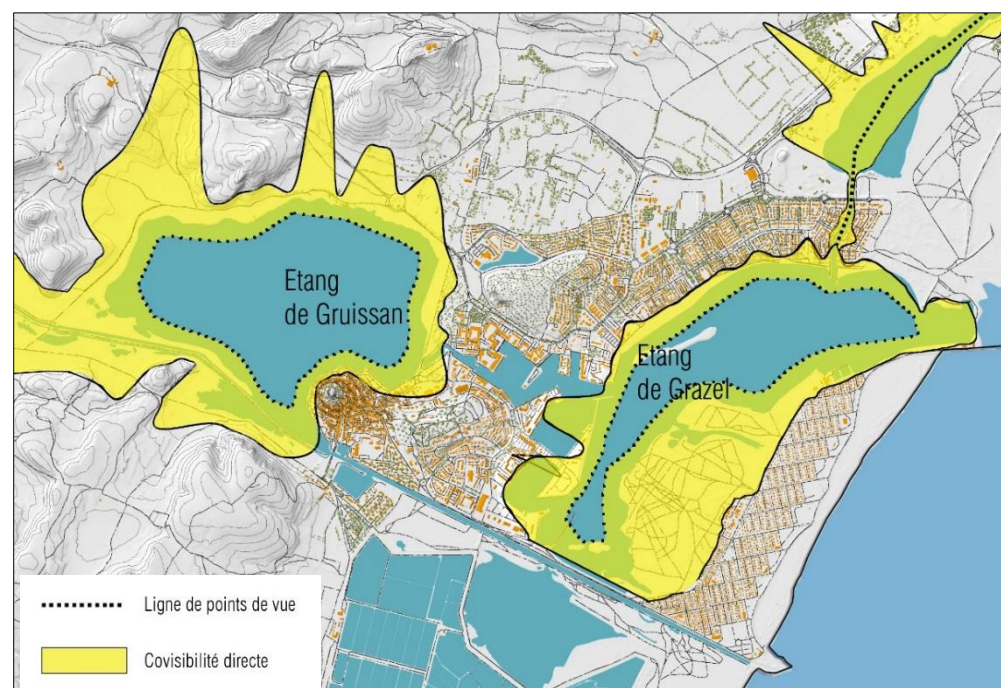 Etang
de Gruissan
Etang
de Grazel
Ligne de points de vue
Covisibilité directe